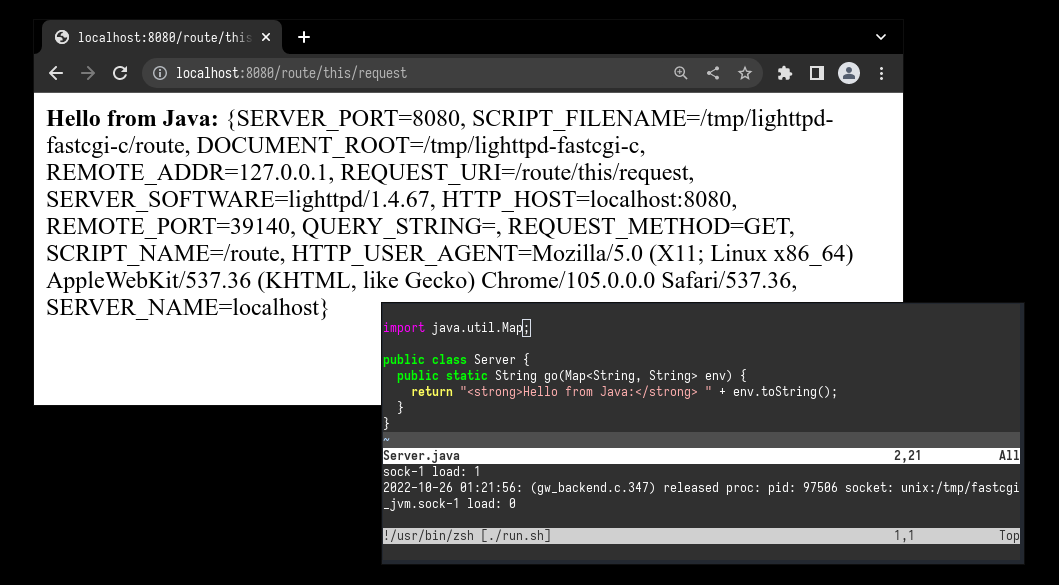 localhost:8080/route/this
localhost:8080/route/this/request
Hello from Java: {SERVER_PORT=8080, SCRIPT_FILENAME=/tmp/lighttpd-
fastcgi-c/route, DOCUMENT_ROOT=/tmp/lighttpd-fastcgi-c,
REMOTE_ADDR=127.0.0.1, REQUEST_URI=/route/this/request,
SERVER_SOFTWARE=lighttpd/1.4.67, HTTP_HOST=localhost:8080,
REMOTE_PORT=39140, QUERY_STRING=, REQUEST_METHOD=GET,
SCRIPT_NAME=/route, HTTP_USER_AGENT=Mozilla/5.0 (X11; Linux x86_64)
AppleWebKit/537.36 (KHTML, like Gecko) Chrome/105.0.0.0 Safari/537.36,
SERVER_NAME=localhost}
import java.util.Map;
public class Server {
  public static String go(Map<String, String> env) {
    return "<strong>Hello from Java:</strong> " + env.toString();
  }
}
~
Server.java 2,21 All
sock-1 load: 1
2022-10-26 01:21:56: (gw_backend.c.347) released proc: pid: 97506 socket: unix:/tmp/fastcgi
_jvm.sock-1 load: 0
!/usr/bin/zsh [./run.sh] 1,1 Top